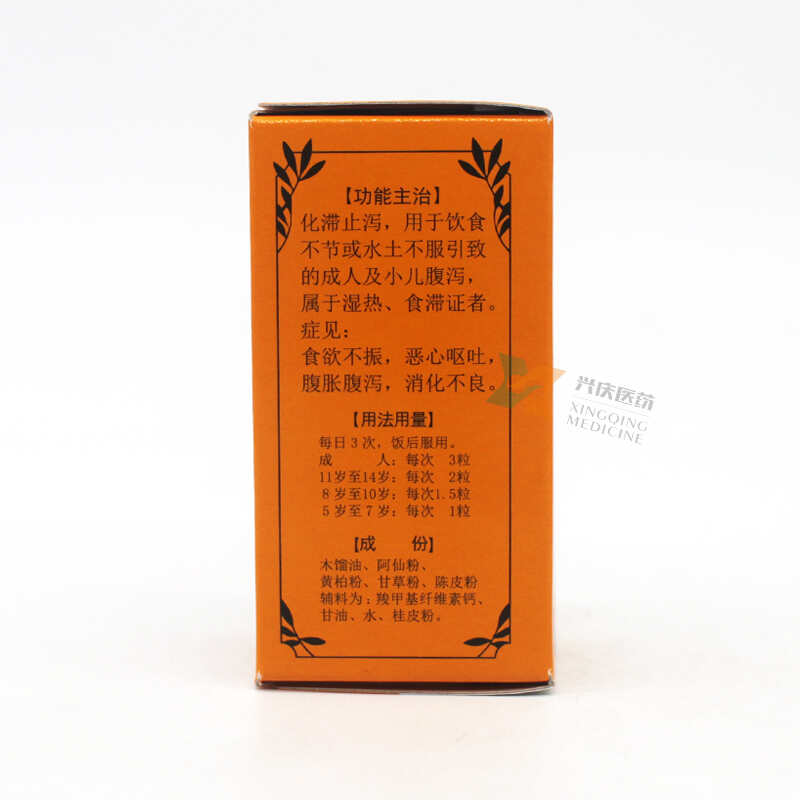 【功能主治】
化滞止泻，用于饮食
不节或水土不服引致
的成人及小儿腹泻，
属于湿热、食滞证者。
症见：
食欲不振，恶心呕吐，
腹胀腹泻，消化不良。
【用法用量】
每日3次，饭后服用。
成　　人：每次 3粒
11岁至14岁：每次 2粒
8岁至10岁：每次1.5粒
5岁至7岁：每次 1粒
【成　份】
木馏油、阿仙粉、
黄柏粉、甘草粉、陈皮粉
辅料为：羧甲基纤维素钙、
甘油、水、桂皮粉。
兴庆医药
XINGQING
MEDICINE